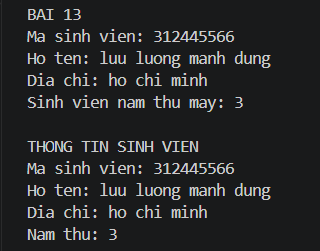 BAI 13
Ma sinh vien: 312445566
Ho ten: luu luong manh dung
Dia chi: ho chi minh
Sinh vien nam thu may: 3

THONG TIN SINH VIEN
Ma sinh vien: 312445566
Ho ten: luu luong manh dung
Dia chi: ho chi minh
Nam thu: 3